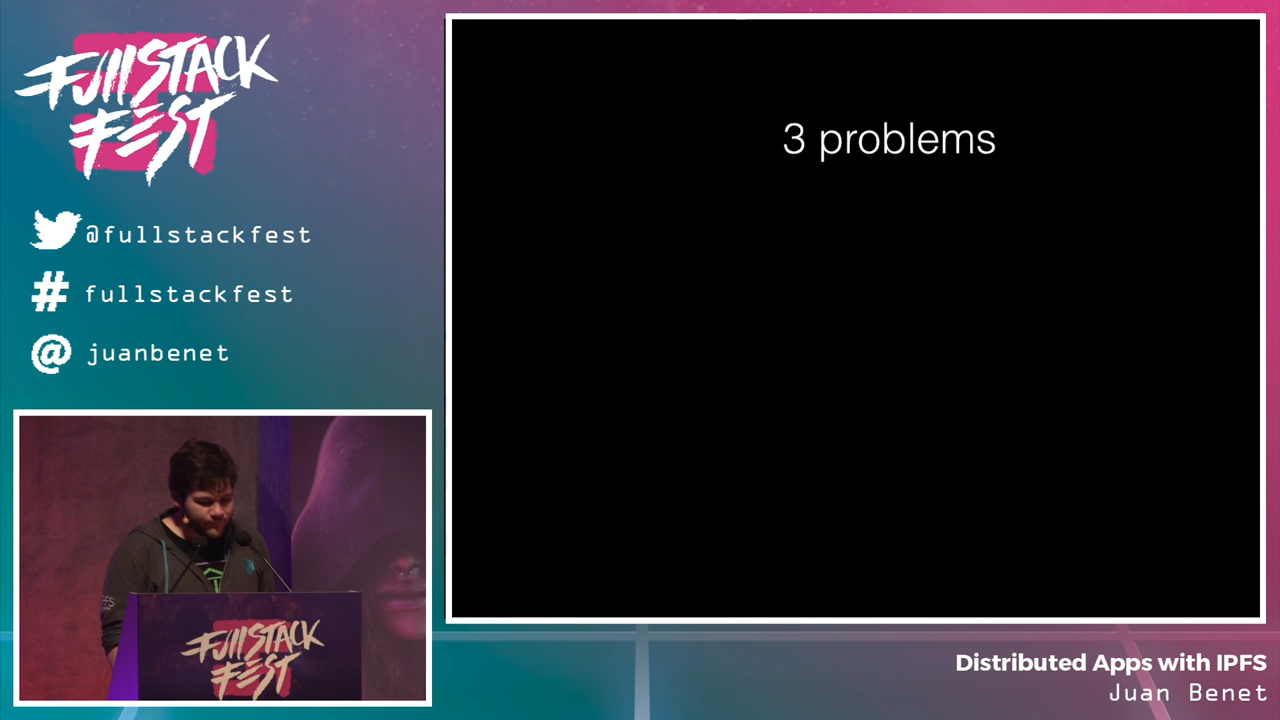 FullStack
Fest
@fullstackfest
# fullstackfest
@ juanbenet
3 problems
FullStack
Fest
Distributed Apps with IPFS
Juan Benet